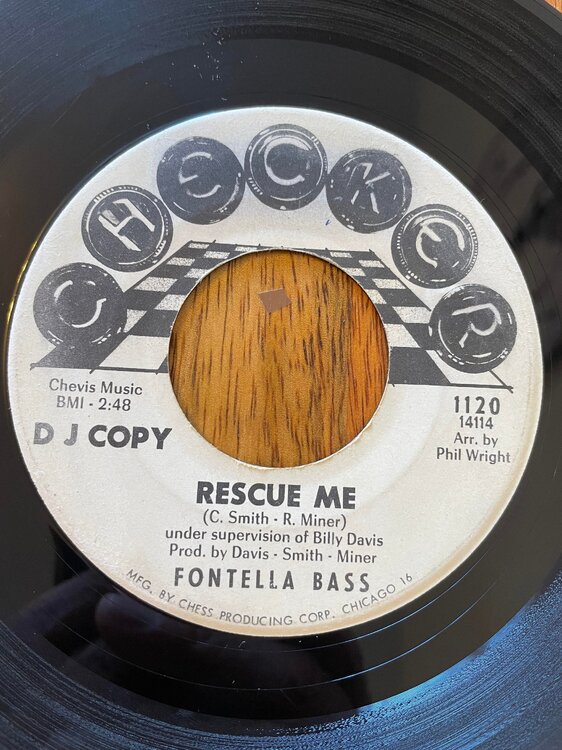 CHECKER
Chevis Music
BMI - 2:48
D J COPY
1120
14114
Arr. by
Phil Wright
RESCUE ME
(C. Smith - R. Miner)
under supervision of Billy Davis
Prod. by Davis - Smith - Miner
FONTELLA BASS
MFG. BY CHESS PRODUCING CORP. CHICAGO 16